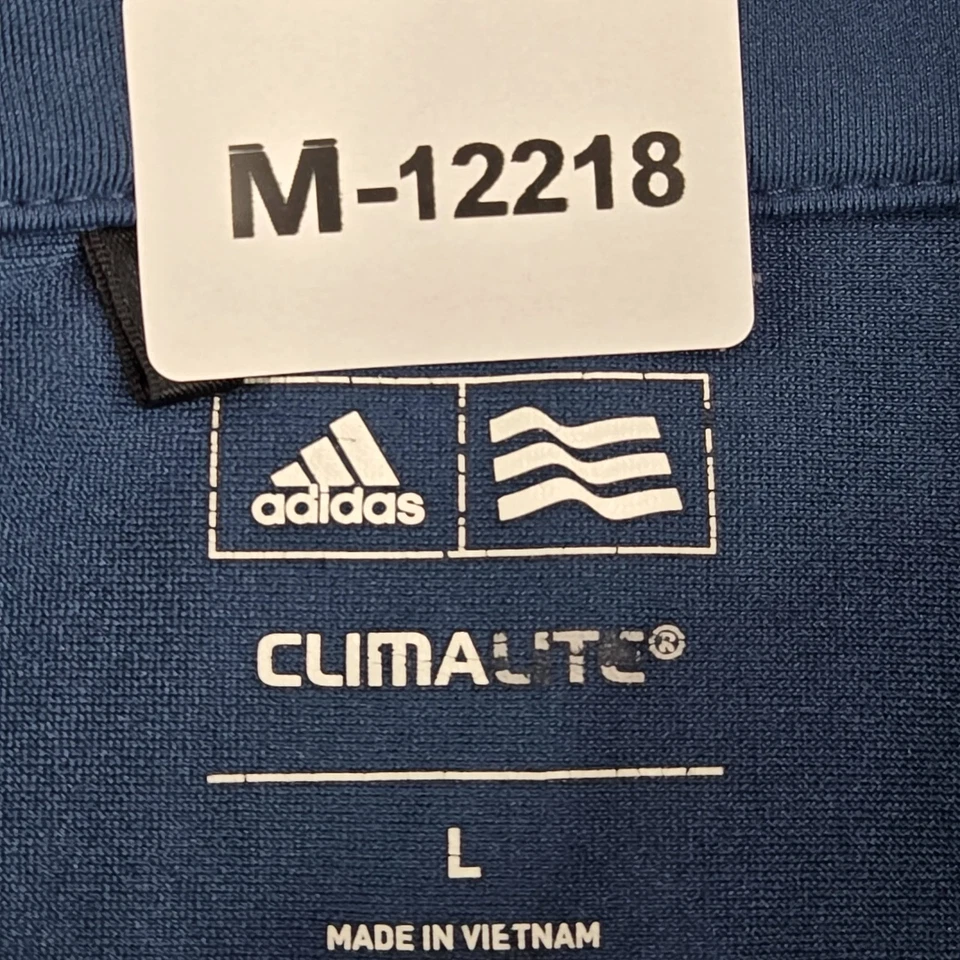 M-12218
adidas
CLIMALITE®
L
MADE IN VIETNAM